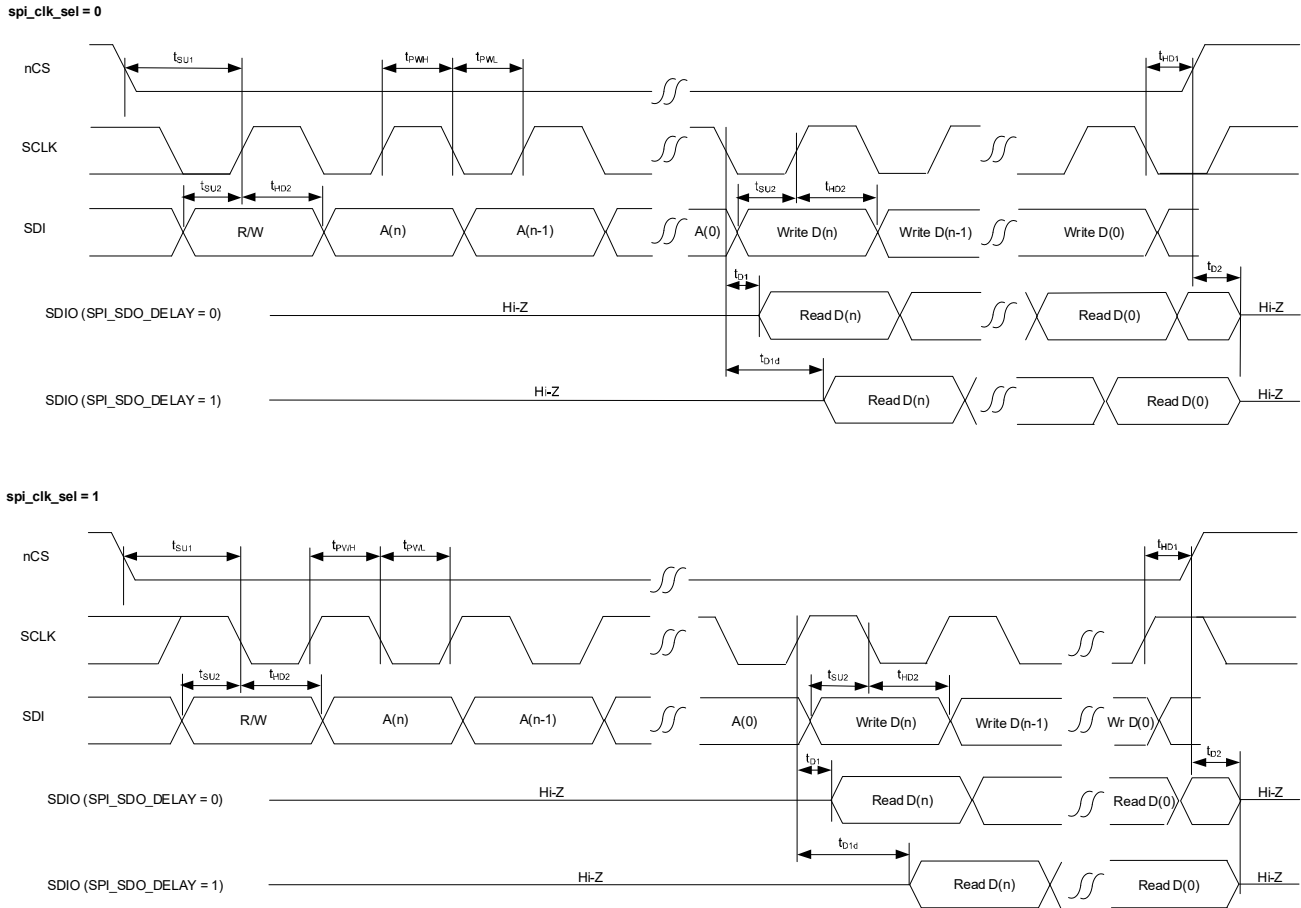 spi_clk_sel = 0
nCS
tSU1
tPWH
tPWL
tHD1
SCLK
tSU2
tHD2
tSU2
tHD2
SDI
R/W
A(n)
A(n-1)
A(0)
Write D(n)
Write D(n-1)
Write D(0)
tD1
tD2
SDIO (SPI_SDO_DELAY = 0)
Hi-Z
Read D(n)
Read D(0)
Hi-Z
tD1d
SDIO (SPI_SDO_DELAY = 1)
Hi-Z
Read D(n)
Read D(0)
Hi-Z
spi_clk_sel = 1
nCS
tSU1
tPWH
tPWL
tHD1
SCLK
tSU2
tHD2
tSU2
tHD2
SDI
R/W
A(n)
A(n-1)
A(0)
Write D(n)
Write D(n-1)
Wr D(0)
tD1
tD2
SDIO (SPI_SDO_DELAY = 0)
Hi-Z
Read D(n)
Read D(0)
Hi-Z
tD1d
SDIO (SPI_SDO_DELAY = 1)
Hi-Z
Read D(n)
Read D(0)
Hi-Z